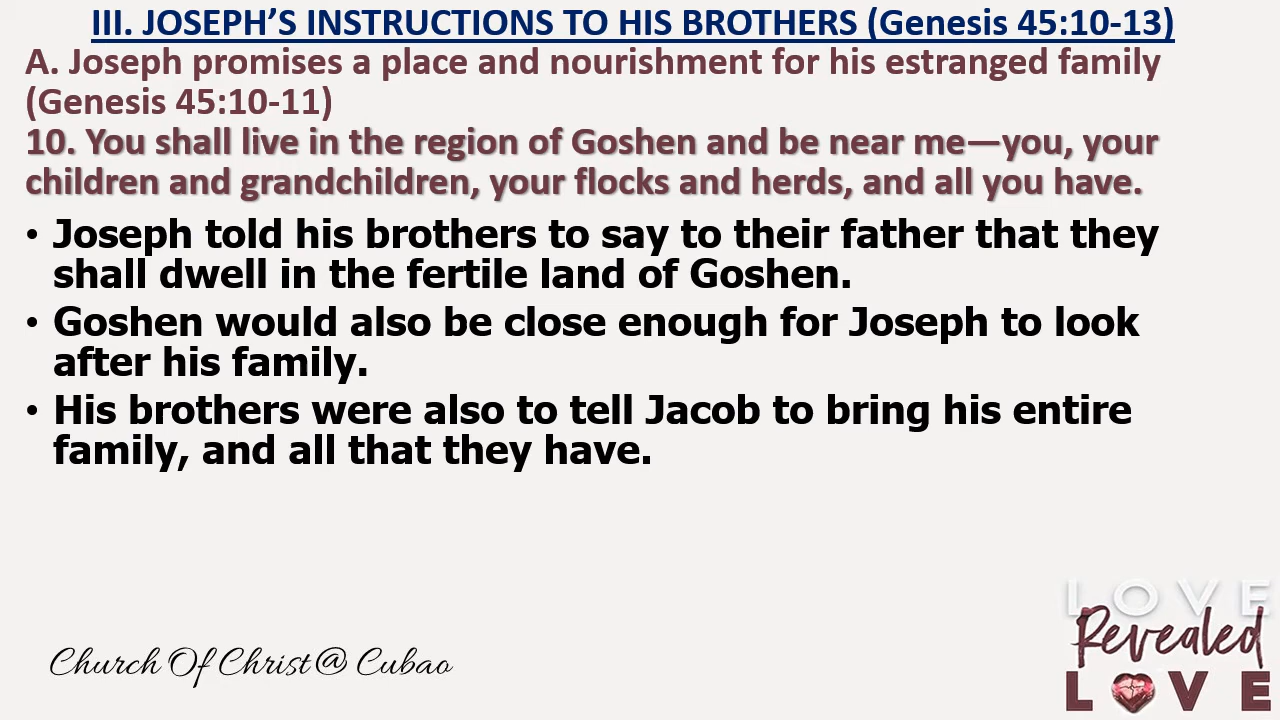 III. JOSEPH’S INSTRUCTIONS TO HIS BROTHERS (Genesis 45:10-13)
A. Joseph promises a place and nourishment for his estranged family
(Genesis 45:10-11)
10. You shall live in the region of Goshen and be near me—you, your
children and grandchildren, your flocks and herds, and all you have.
• Joseph told his brothers to say to their father that they
shall dwell in the fertile land of Goshen.
• Goshen would also be close enough for Joseph to look
after his family.
• His brothers were also to tell Jacob to bring his entire
family, and all that they have.
Church Of Christ@ Cubao
LOVE
Revealed
LOVE